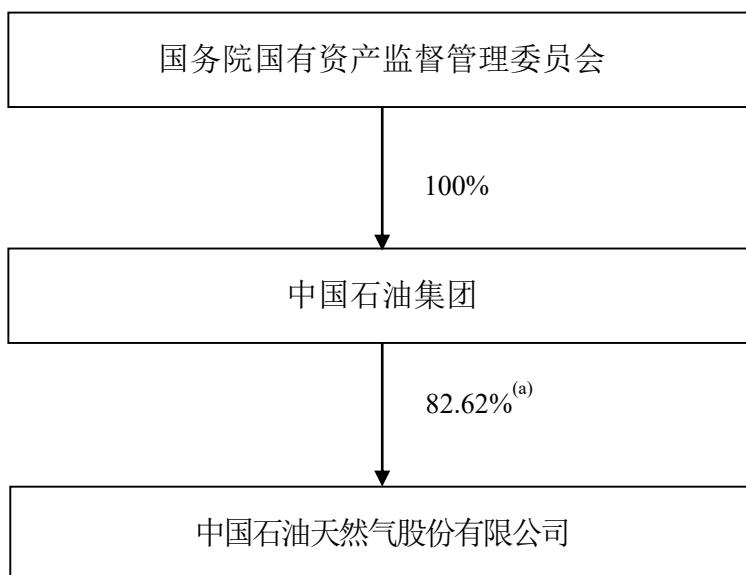 国务院国有资产监督管理委员会
100%
中国石油集团
82.62%(a)
中国石油天然气股份有限公司